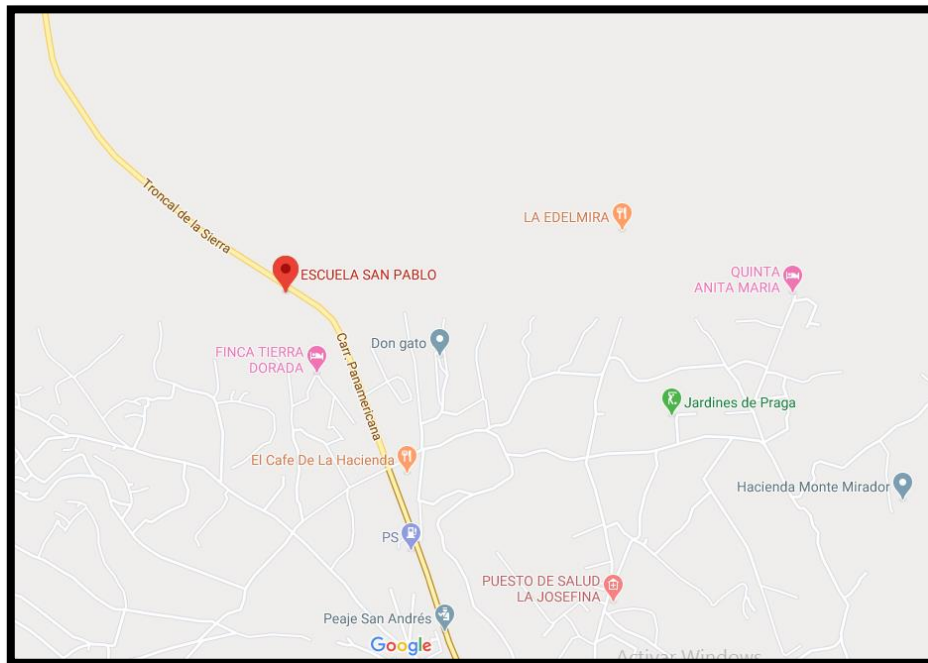 Troncal de la Sierra
LA EDELMIRA
ESCUELA SAN PABLO
QUINTA
ANITA MARIA
Don gato
FINCA TIERRA
DORADA
Carr. Panamericana
Jardines de Praga
El Cafe De La Hacienda
Hacienda Monte Mirador
PS
PUESTO DE SALUD
LA JOSEFINA
Peaje San Andrés
Google
Activar Windows